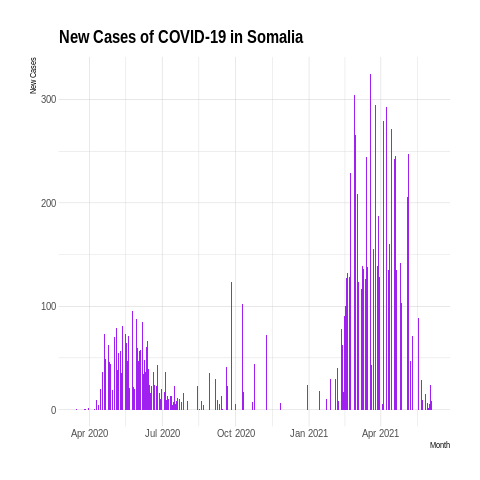 New Cases of COVID-19 in Somalia
New Cases
300
200
100
0
Apr 2020 Jul 2020 Oct 2020 Jan 2021 Apr 2021
Month